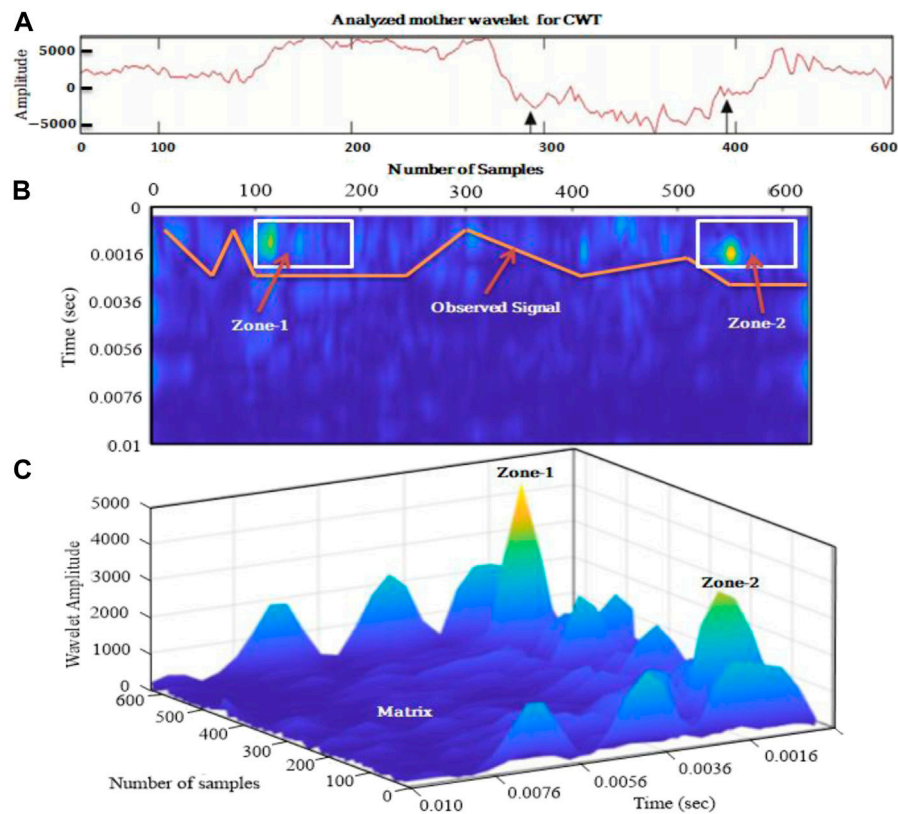 A
Analyzed mother wavelet for CWT
Amplitude
5000
0
−5000
0 100 200 300 400 600
Number of Samples
B
0 100 200 300 400 500 600
0
0.0016
0.0036
0.0056
0.0076
0.01
Time (sec)
Zone-1
Observed Signal
Zone-2
C
Zone-1
Zone-2
Matrix
Wavelet Amplitude
5000
4000
3000
2000
1000
0
600
500
400
300
200
100
0
Number of samples
0.010
0.0076
0.0056
0.0036
0.0016
Time (sec)